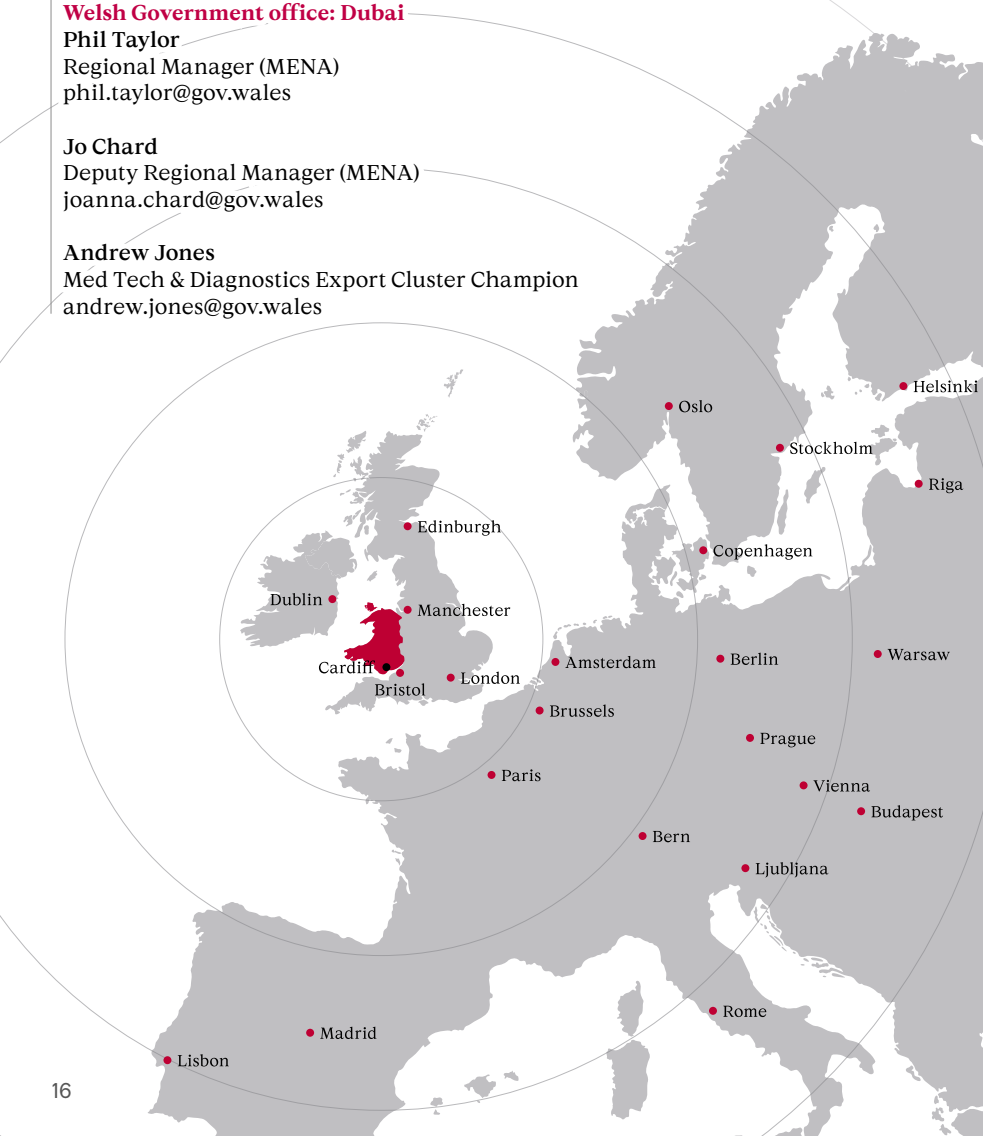 Welsh Government office: Dubai
Phil Taylor
Regional Manager (MENA)
phil.taylor@gov.wales
Jo Chard
Deputy Regional Manager (MENA)
joanna.chard@gov.wales
Andrew Jones
Med Tech & Diagnostics Export Cluster Champion
andrew.jones@gov.wales
Helsinki
Oslo
Stockholm
Riga
Edinburgh
Copenhagen
Dublin
Manchester
Cardiff
Bristol
London
Amsterdam
Berlin
Warsaw
Brussels
Prague
Paris
Vienna
Budapest
Bern
Ljubljana
Rome
Madrid
Lisbon
16